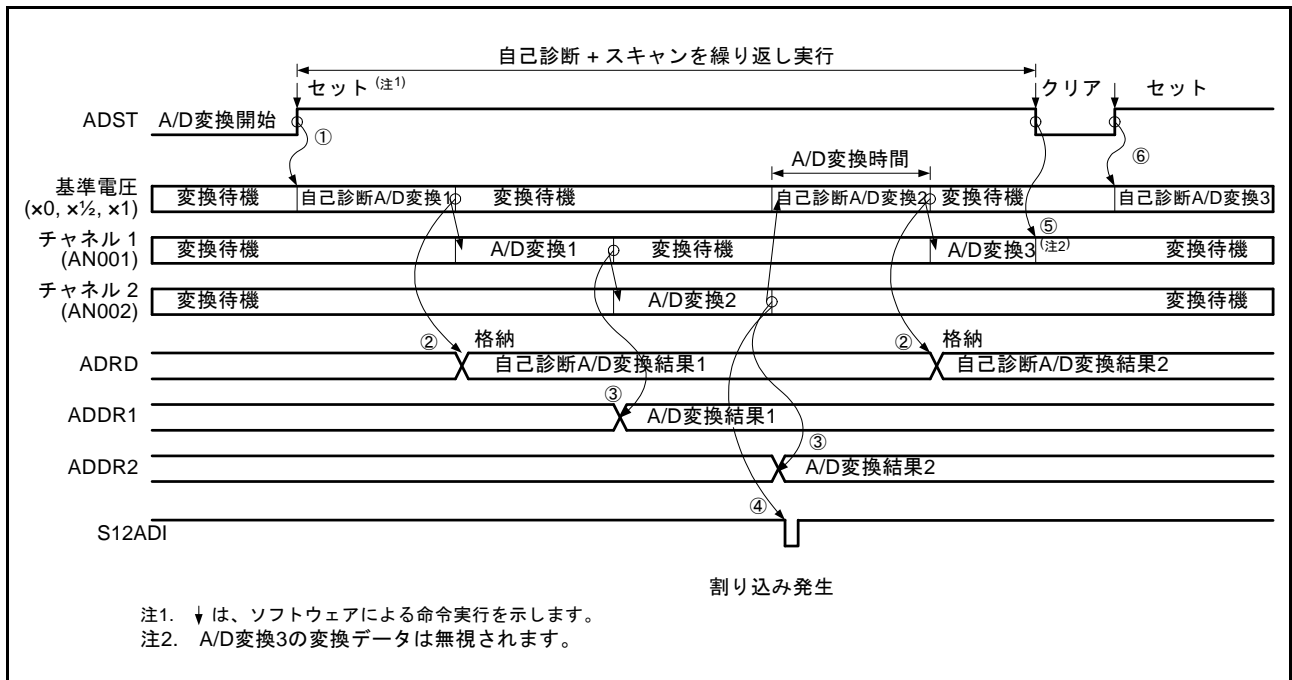 自己診断 + スキャンを繰り返し実行
セット (注1)
クリア
セット
ADST
A/D変換開始
①
⑥
A/D変換時間
基準電圧
(×0, ×½, ×1)
変換待機
自己診断A/D変換1
変換待機
自己診断A/D変換2
変換待機
自己診断A/D変換3
チャネル 1
(AN001)
変換待機
A/D変換1
変換待機
A/D変換3
⑤
(注2)
変換待機
チャネル 2
(AN002)
変換待機
A/D変換2
変換待機
ADRD
②
格納
自己診断A/D変換結果1
②
格納
自己診断A/D変換結果2
ADDR1
③
A/D変換結果1
ADDR2
③
A/D変換結果2
S12ADI
④
割り込み発生
注1. ↓ は、ソフトウェアによる命令実行を示します。
注2. A/D変換3の変換データは無視されます。